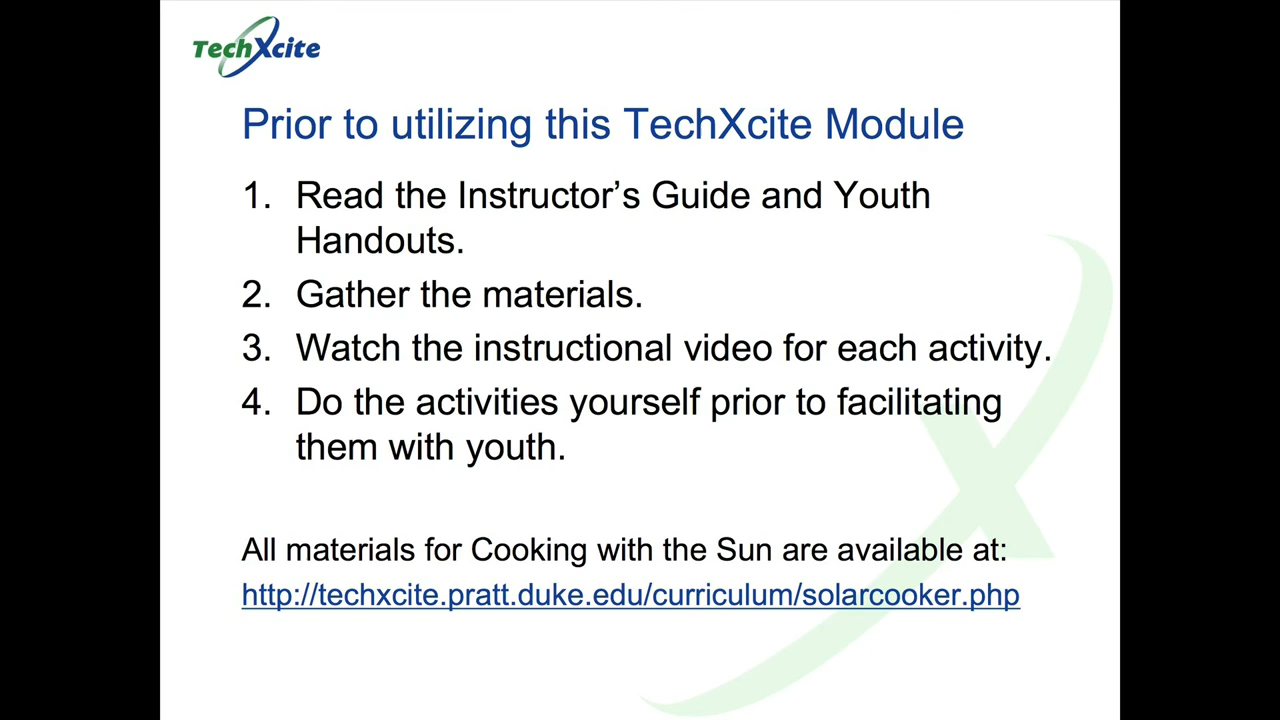 TechXcite
Prior to utilizing this TechXcite Module
1. Read the Instructor’s Guide and Youth
Handouts.
2. Gather the materials.
3. Watch the instructional video for each activity.
4. Do the activities yourself prior to facilitating
them with youth.
All materials for Cooking with the Sun are available at:
http://techxcite.pratt.duke.edu/curriculum/solarcooker.php